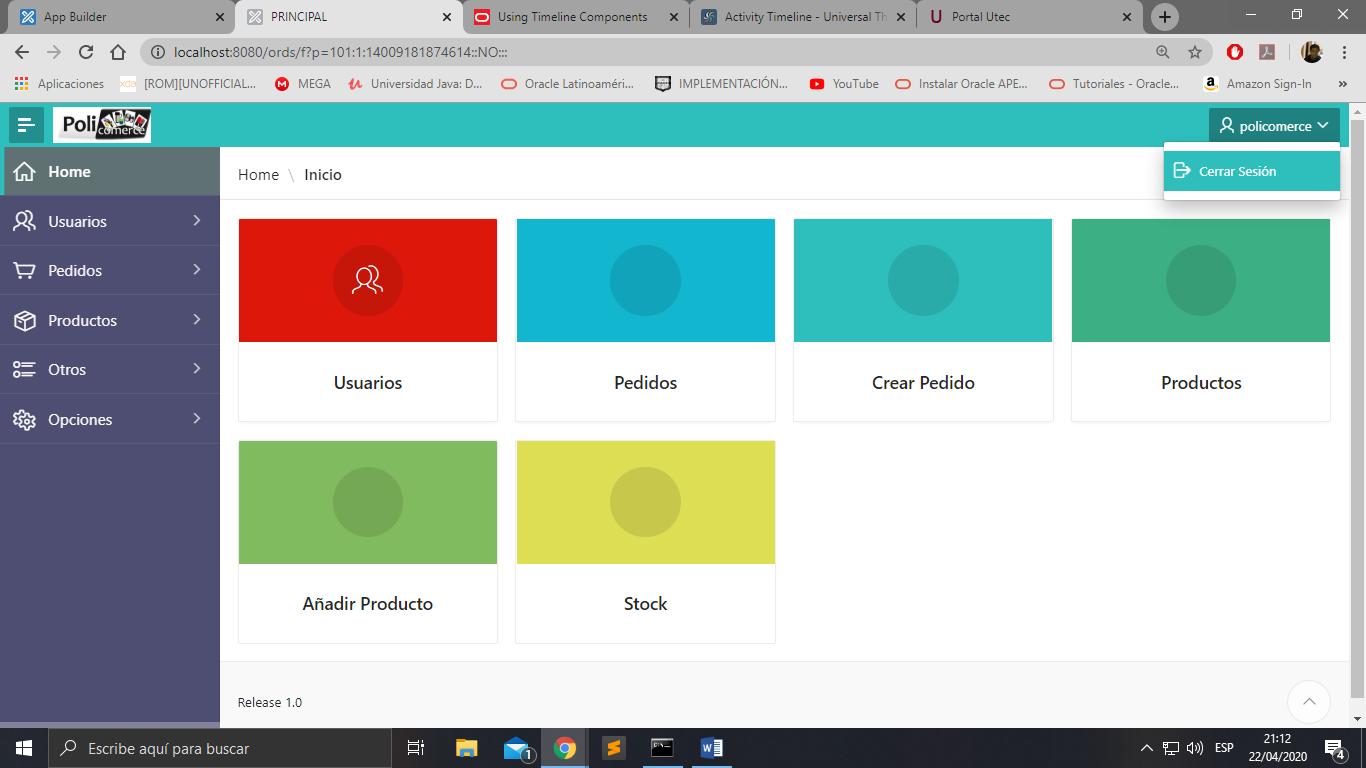 App Builder
PRINCIPAL
Using Timeline Components
Activity Timeline - Universal Th
Portal Utec
localhost:8080/ords/f?p=101:1:14009181874614::NO:::
Aplicaciones
[ROM][UNOFFICIAL...
MEGA
Universidad Java: D...
Oracle Latinoaméri...
IMPLEMENTACIÓN...
YouTube
Instalar Oracle APE...
Tutoriales - Oracle...
Amazon Sign-In
»
Poli
comerce
policomerce
Cerrar Sesión
Home
Usuarios
Pedidos
Productos
Otros
Opciones
Home \ Inicio
Usuarios
Pedidos
Crear Pedido
Productos
Añadir Producto
Stock
Release 1.0
Escribe aquí para buscar
1
ESP
21:12
22/04/2020
4